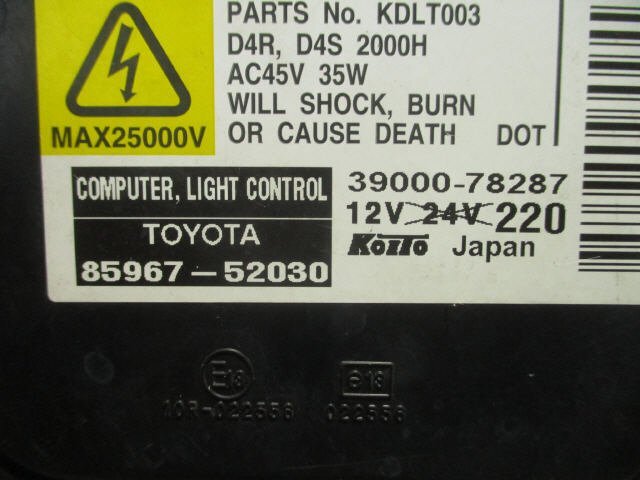 PARTS No. KDLT003
D4R, D4S 2000H
AC45V 35W
WILL SHOCK, BURN
OR CAUSE DEATH DOT
MAX25000V
COMPUTER, LIGHT CONTROL
TOYOTA
85967-52030
39000-78287
12V 24V 220
KOITO Japan
E13
10R-022556
e13
022556